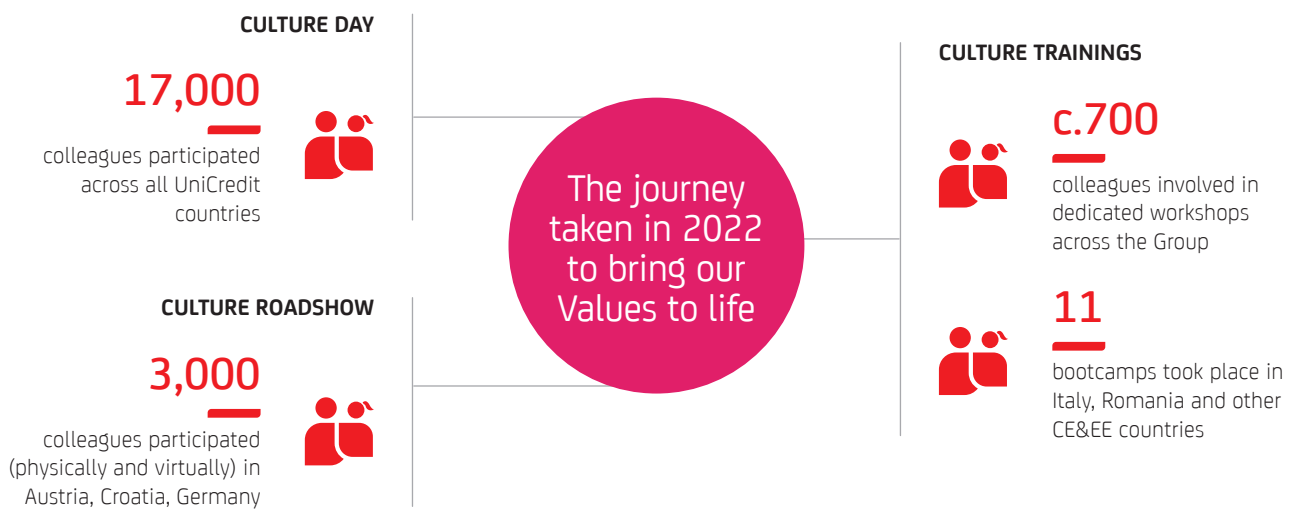 CULTURE DAY
17,000
colleagues participated
across all UniCredit
countries
CULTURE ROADSHOW
3,000
colleagues participated
(physically and virtually) in
Austria, Croatia, Germany
The journey
taken in 2022
to bring our
Values to life
CULTURE TRAININGS
c.700
colleagues involved in
dedicated workshops
across the Group
11
bootcamps took place in
Italy, Romania and other
CE&EE countries